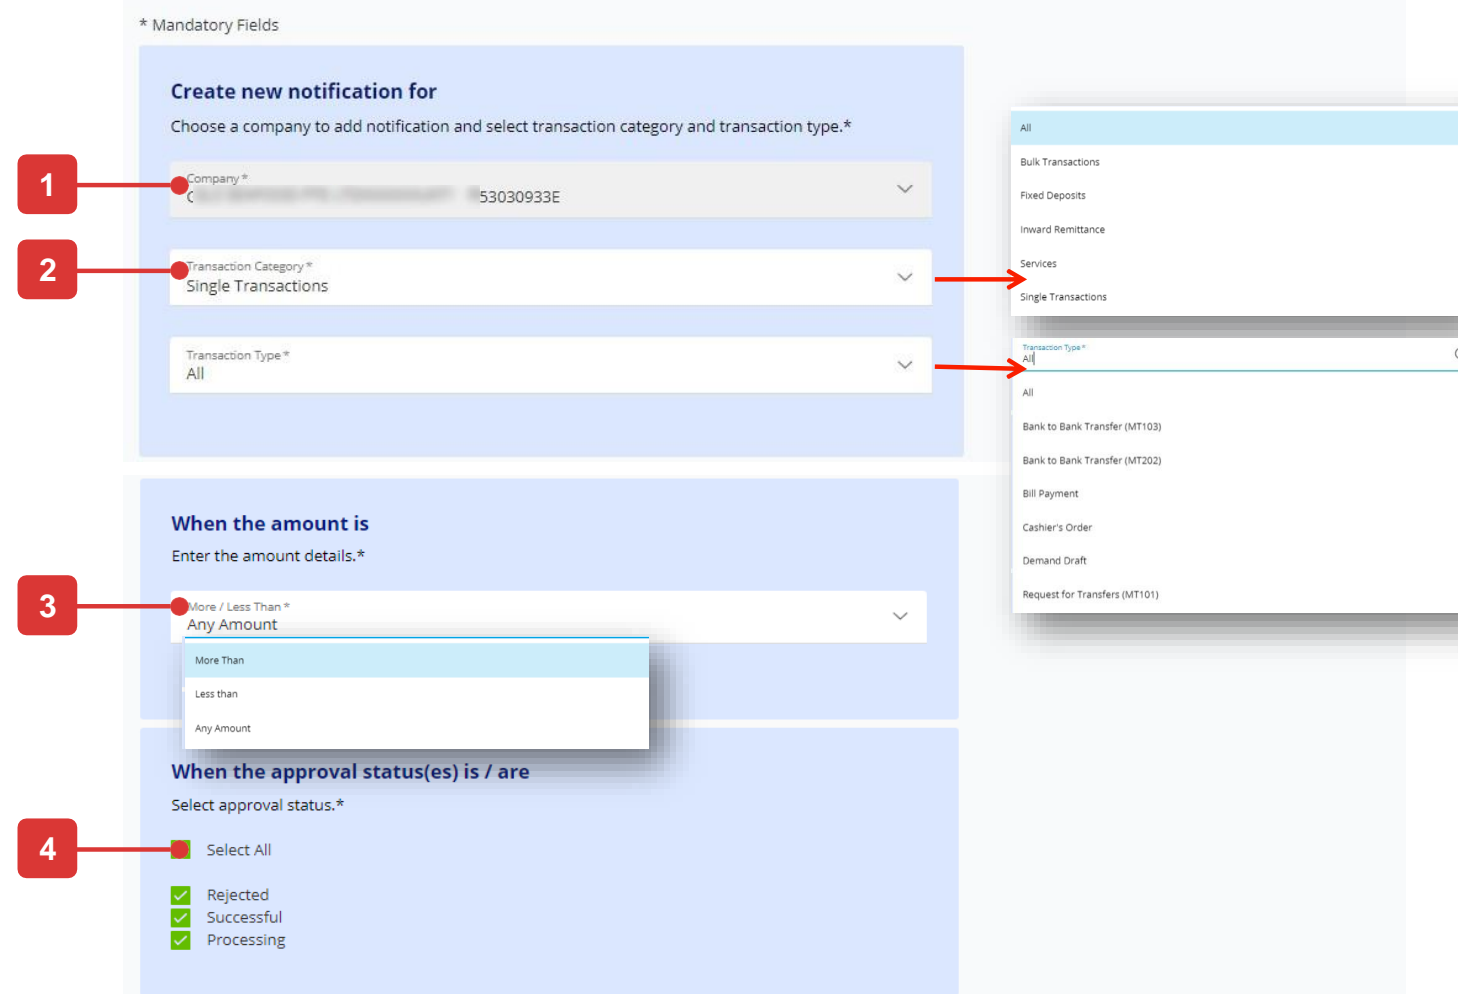 * Mandatory Fields
Create new notification for
Choose a company to add notification and select transaction category and transaction type.*
1
Company *
53030933E
2
Transaction Category *
Single Transactions
Transaction Type *
All
All
Bulk Transactions
Fixed Deposits
Inward Remittance
Services
Single Transactions
Transaction Type *
All
All
Bank to Bank Transfer (MT103)
Bank to Bank Transfer (MT202)
Bill Payment
Cashier's Order
Demand Draft
Request for Transfers (MT101)
When the amount is
Enter the amount details.*
3
More / Less Than *
Any Amount
More Than
Less than
Any Amount
When the approval status(es) is / are
Select approval status.*
4
Select All
Rejected
Successful
Processing